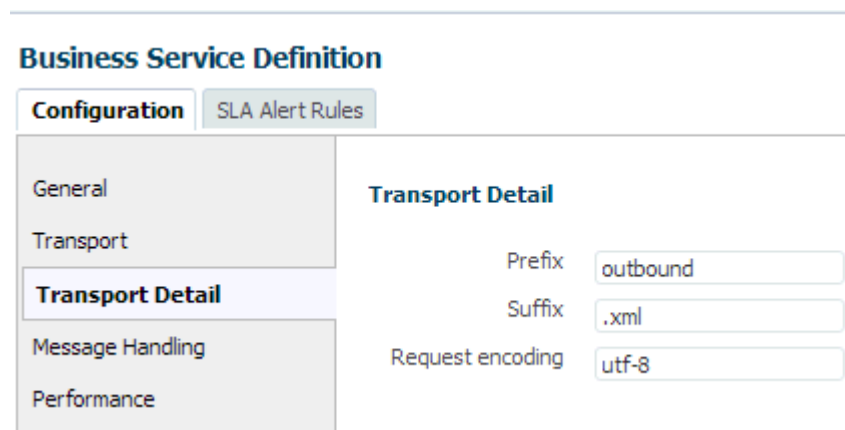 Business Service Definition
Configuration SLA Alert Rules
General
Transport
Transport Detail
Message Handling
Performance
Transport Detail
Prefix outbound
Suffix .xml
Request encoding utf-8